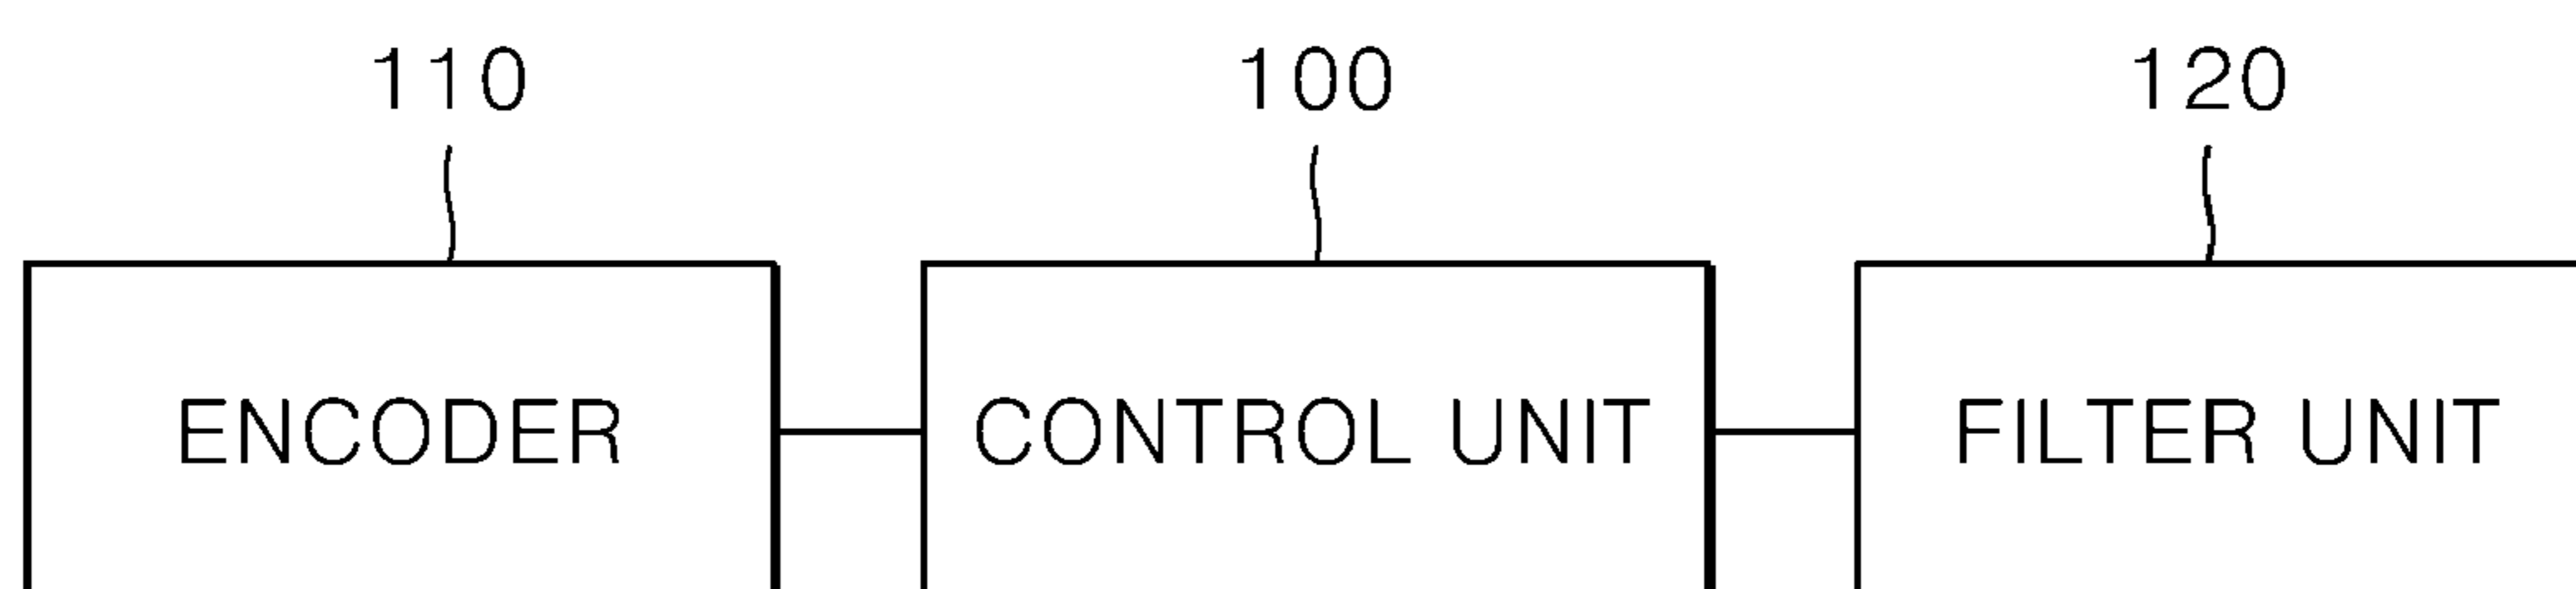 110 100 120
ENCODER CONTROL UNIT FILTER UNIT